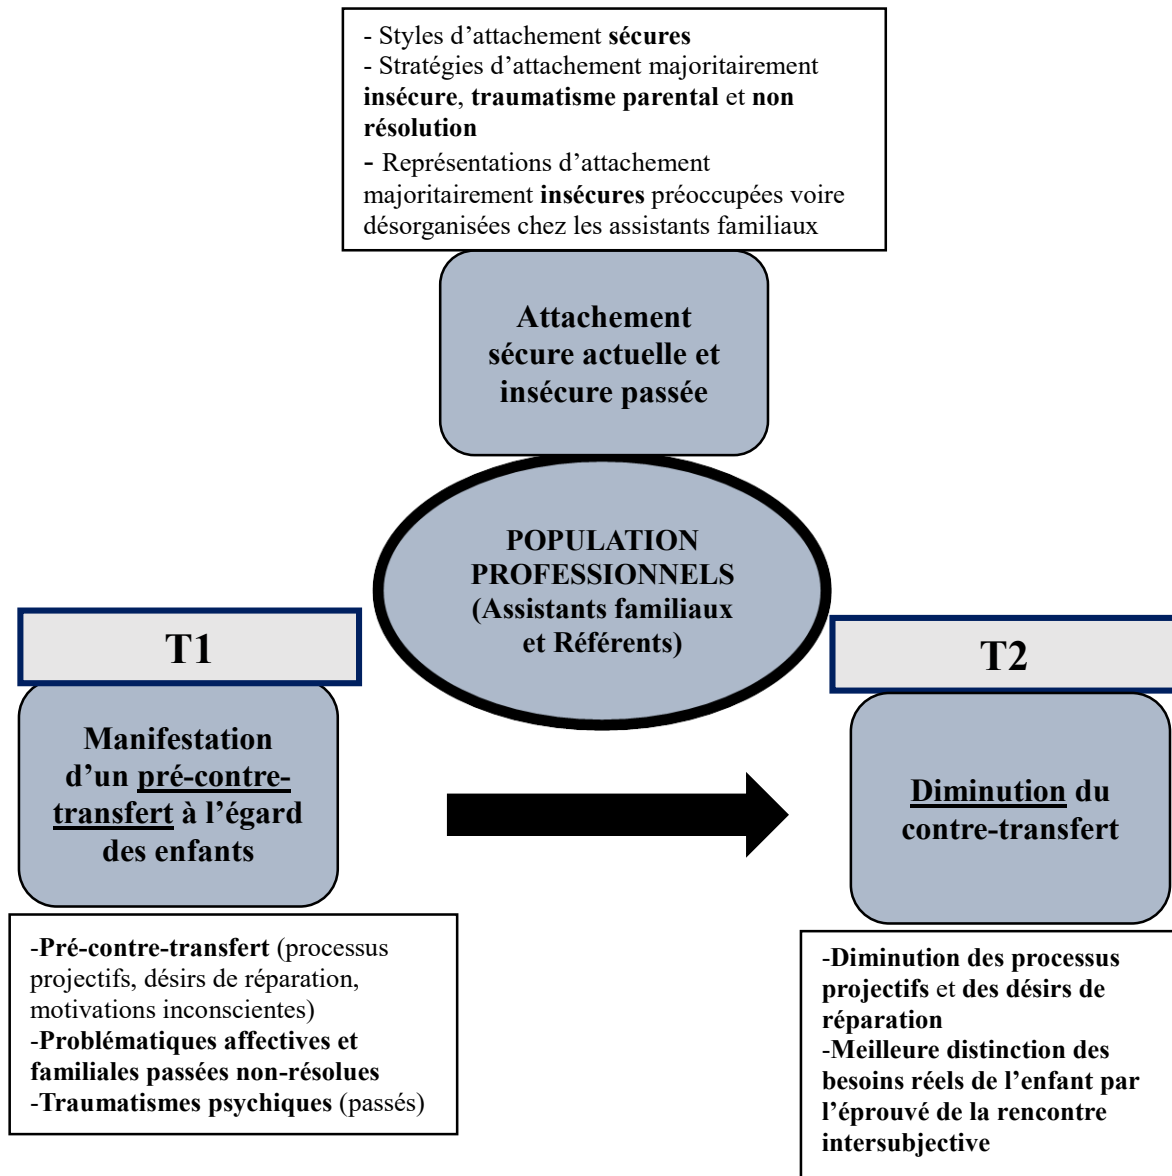 - Styles d’attachement sécures
- Stratégies d’attachement majoritairement
insécure, traumatisme parental et non
résolution
- Représentations d’attachement
majoritairement insécures préoccupées voire
désorganisées chez les assistants familiaux
Attachement
sécure actuelle et
insécure passée
POPULATION
PROFESSIONNELS
(Assistants familiaux
et Référents)
T1
Manifestation
d’un pré-contre-
transfert à l’égard
des enfants
-Pré-contre-transfert (processus
projectifs, désirs de réparation,
motivations inconscientes)
-Problématiques affectives et
familiales passées non-résolues
-Traumatismes psychiques (passés)
T2
Diminution du
contre-transfert
-Diminution des processus
projectifs et des désirs de
réparation
-Meilleure distinction des
besoins réels de l’enfant par
l’éprouvé de la rencontre
intersubjective